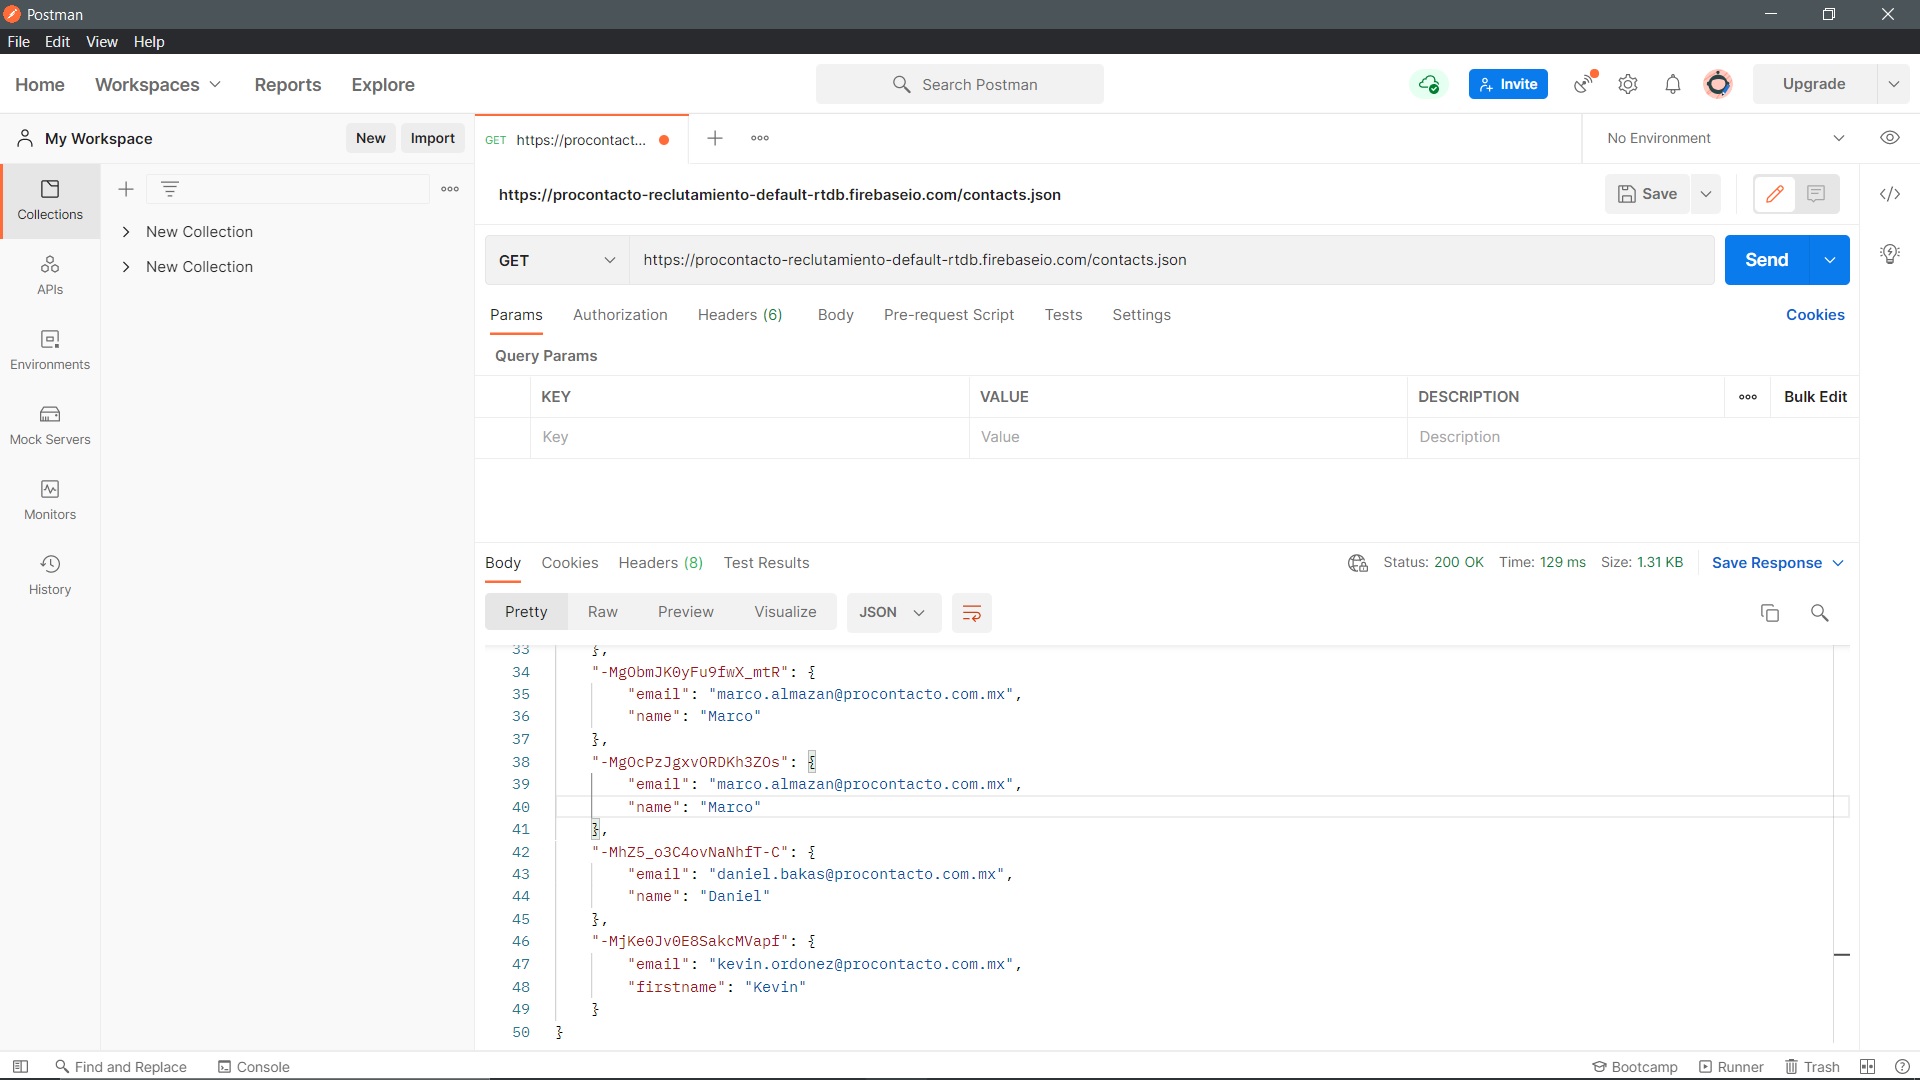 Postman
File Edit View Help
Home Workspaces Reports Explore Search Postman Invite Upgrade
My Workspace New Import GET https://procontact... No Environment
Collections
APIs
Environments
Mock Servers
Monitors
History
New Collection
New Collection
https://procontacto-reclutamiento-default-rtdb.firebaseio.com/contacts.json Save
GET https://procontacto-reclutamiento-default-rtdb.firebaseio.com/contacts.json Send
Params Authorization Headers (6) Body Pre-request Script Tests Settings Cookies
Query Params
KEY VALUE DESCRIPTION Bulk Edit
Key Value Description
Body Cookies Headers (8) Test Results Status: 200 OK Time: 129 ms Size: 1.31 KB Save Response
Pretty Raw Preview Visualize JSON
33 },
34 "-MgObmJK0yFu9fwX_mtR": {
35 "email": "marco.almazan@procontacto.com.mx",
36 "name": "Marco"
37 },
38 "-MgOcPzJgxvORDKh3ZOs": {
39 "email": "marco.almazan@procontacto.com.mx",
40 "name": "Marco"
41 },
42 "-MhZ5_o3C4ovNaNhfT-C": {
43 "email": "daniel.bakas@procontacto.com.mx",
44 "name": "Daniel"
45 },
46 "-MjKe0Jv0E8SakcMVapf": {
47 "email": "kevin.ordonez@procontacto.com.mx",
48 "firstname": "Kevin"
49 }
50 }
Find and Replace Console Bootcamp Runner Trash